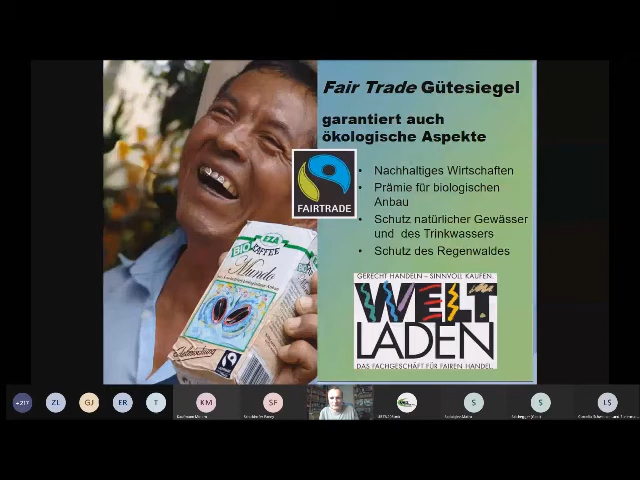 Fair Trade Gütesiegel
garantiert auch
ökologische Aspekte
• Nachhaltiges Wirtschaften
• Prämie für biologischen
Anbau
• Schutz natürlicher Gewässer
und des Trinkwassers
• Schutz des Regenwaldes
FAIRTRADE
EZA
BIO KAFFEE
Mundo
GERECHT HANDELN – SINNVOLL KAUFEN.
WELT
LADEN
DAS FACHGESCHÄFT FÜR FAIREN HANDEL.
+217
ZL
GJ
ER
T
KM
SF
S
S
LS